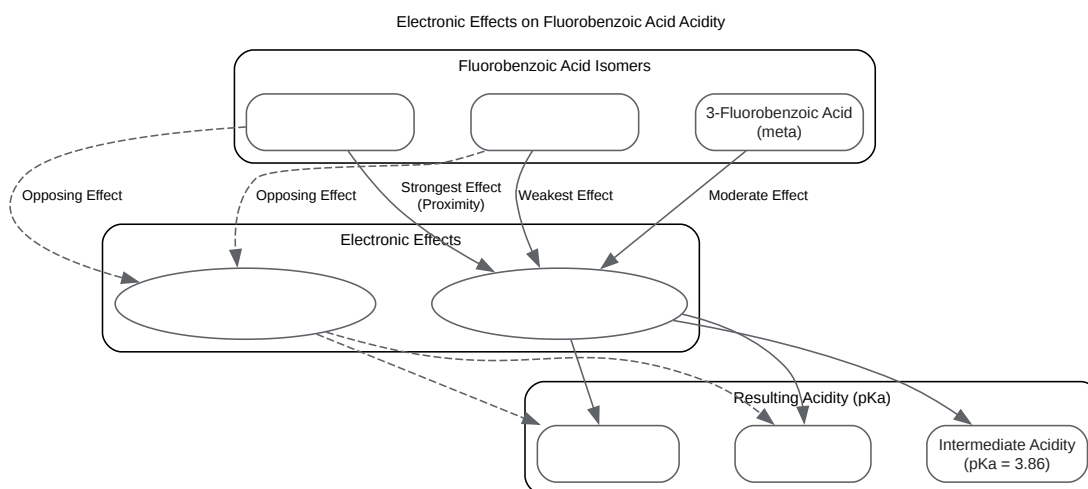 Electronic Effects on Fluorobenzoic Acid Acidity
Fluorobenzoic Acid Isomers
3-Fluorobenzoic Acid
(meta)
Opposing Effect
Opposing Effect
Strongest Effect
(Proximity)
Weakest Effect
Moderate Effect
Electronic Effects
Resulting Acidity (pKa)
Intermediate Acidity
(pKa = 3.86)